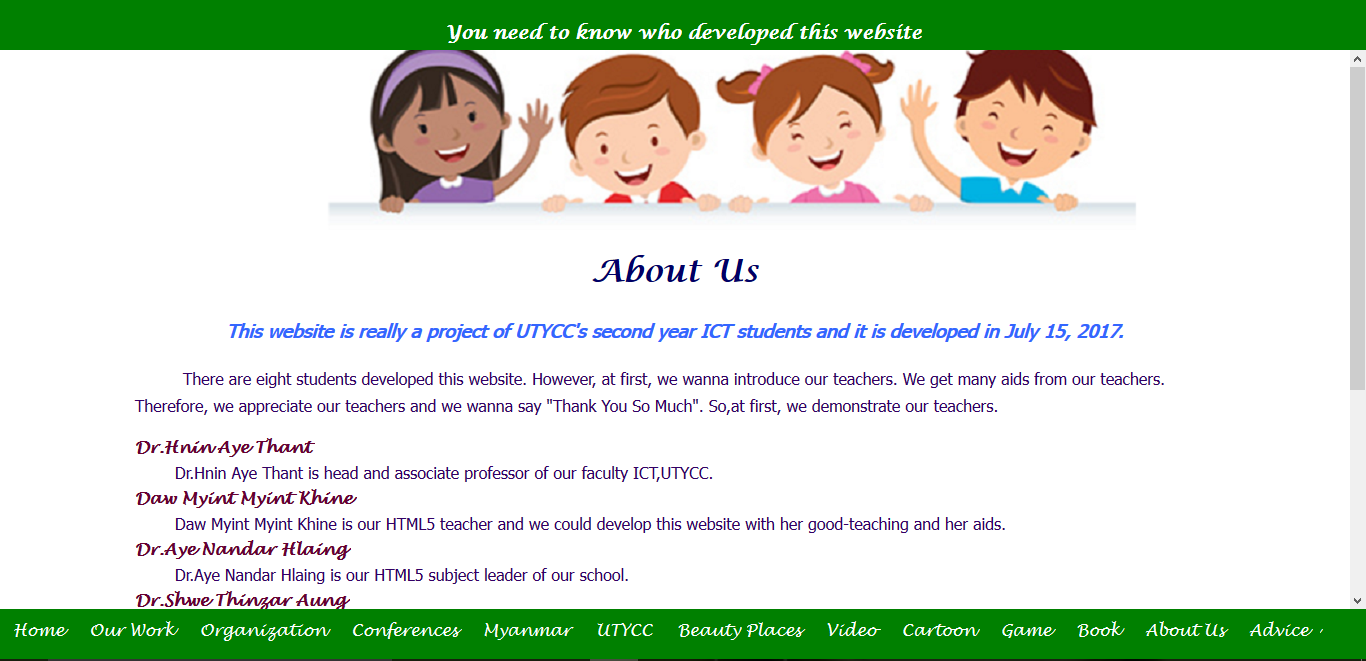 You need to know who developed this website
About Us
This website is really a project of UTYCC's second year ICT students and it is developed in July 15, 2017.
There are eight students developed this website. However, at first, we wanna introduce our teachers. We get many aids from our teachers.
Therefore, we appreciate our teachers and we wanna say "Thank You So Much". So,at first, we demonstrate our teachers.
Dr.Hnin Aye Thant
Dr.Hnin Aye Thant is head and associate professor of our faculty ICT,UTYCC.
Daw Myint Myint Khine
Daw Myint Myint Khine is our HTML5 teacher and we could develop this website with her good-teaching and her aids.
Dr.Aye Nandar Hlaing
Dr.Aye Nandar Hlaing is our HTML5 subject leader of our school.
Dr.Shwe Thinzar Aung
Home Our Work Organization Conferences Myanmar UTYCC Beauty Places Video Cartoon Game Book About Us Advice